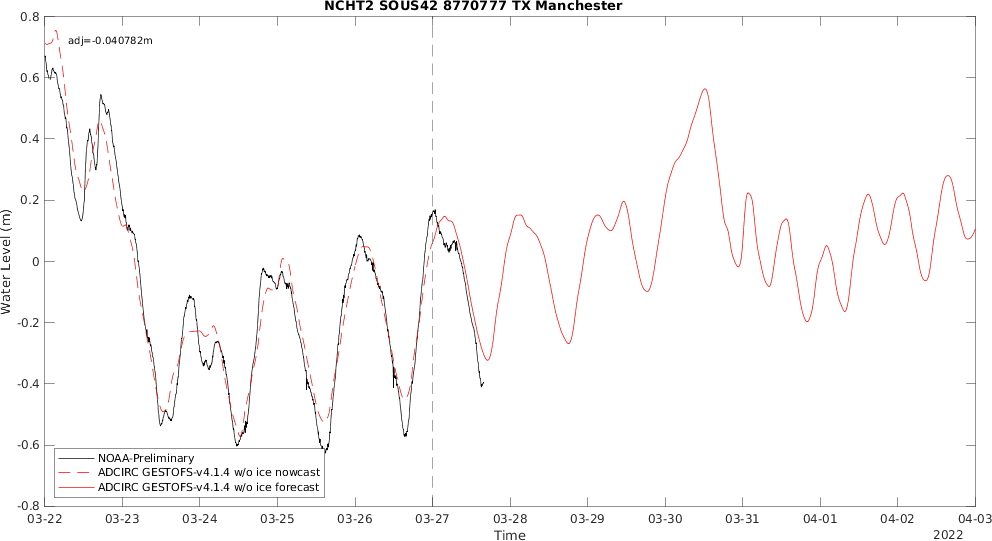 NCHT2 SOUS42 8770777 TX Manchester
adj=-0.040782m
0.8
0.6
0.4
0.2
0
-0.2
-0.4
-0.6
-0.8
Water Level (m)
NOAA-Preliminary
ADCIRC GESTOFS-v4.1.4 w/o ice nowcast
ADCIRC GESTOFS-v4.1.4 w/o ice forecast
03-22 03-23 03-24 03-25 03-26 03-27 03-28 03-29 03-30 03-31 04-01 04-02 04-03
Time
2022